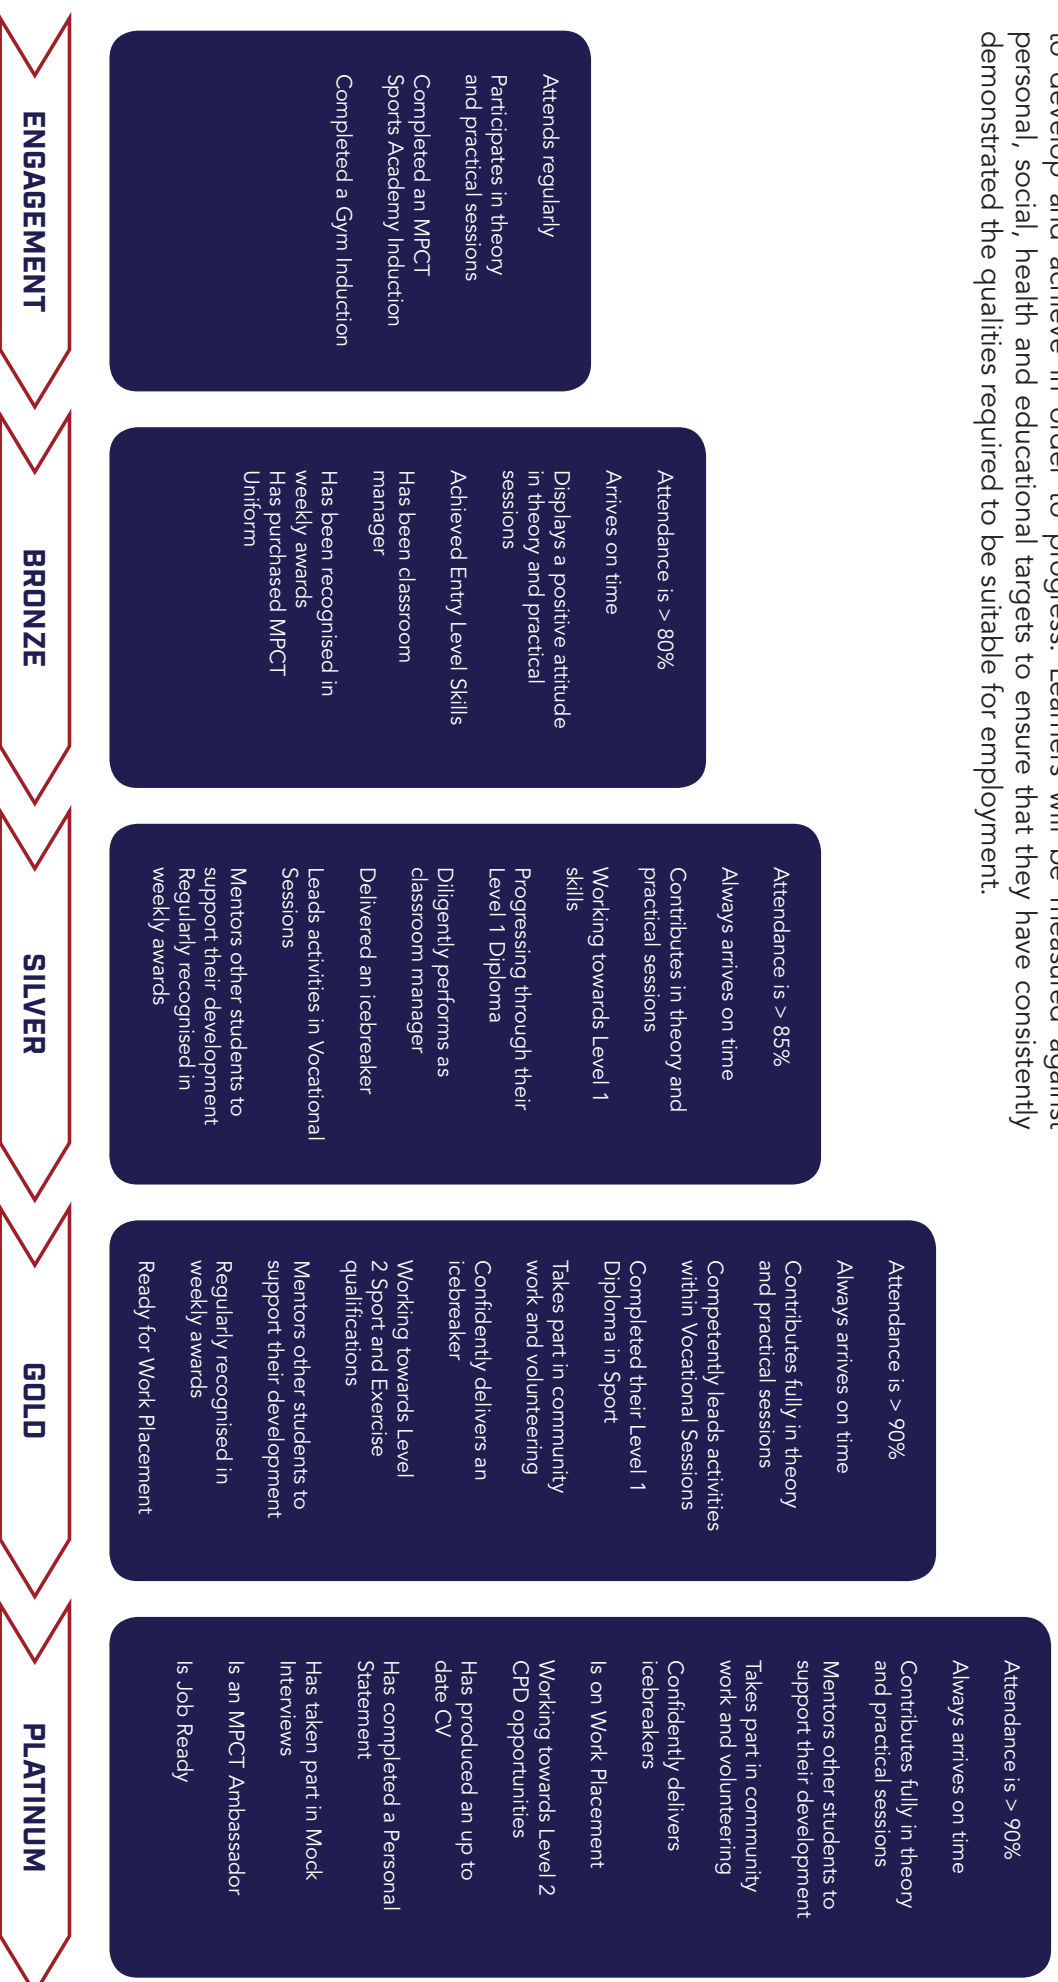 to develop and achieve in order to progress. Learners will be measured against
personal, social, health and educational targets to ensure that they have consistently
demonstrated the qualities required to be suitable for employment.
Attends regularly
Participates in theory
and practical sessions
Completed an MPCT
Sports Academy Induction
Completed a Gym Induction
ENGAGEMENT
Attendance is > 80%
Arrives on time
Displays a positive attitude
in theory and practical
sessions
Achieved Entry Level Skills
Has been classroom
manager
Has been recognised in
weekly awards
Has purchased MPCT
Uniform
BRONZE
Attendance is > 85%
Always arrives on time
Contributes in theory and
practical sessions
Working towards Level 1
skills
Progressing through their
Level 1 Diploma
Diligently performs as
classroom manager
Delivered an icebreaker
Leads activities in Vocational
Sessions
Mentors other students to
support their development
Regularly recognised in
weekly awards
SILVER
Attendance is > 90%
Always arrives on time
Contributes fully in theory
and practical sessions
Competently leads activities
within Vocational Sessions
Completed their Level 1
Diploma in Sport
Takes part in community
work and volunteering
Confidently delivers an
icebreaker
Working towards Level
2 Sport and Exercise
qualifications
Mentors other students to
support their development
Regularly recognised in
weekly awards
Ready for Work Placement
GOLD
Attendance is > 90%
Always arrives on time
Contributes fully in theory
and practical sessions
Mentors other students to
support their development
Takes part in community
work and volunteering
Confidently delivers
icebreakers
Is on Work Placement
Working towards Level 2
CPD opportunities
Has produced an up to
date CV
Has completed a Personal
Statement
Has taken part in Mock
Interviews
Is an MPCT Ambassador
Is Job Ready
PLATINUM